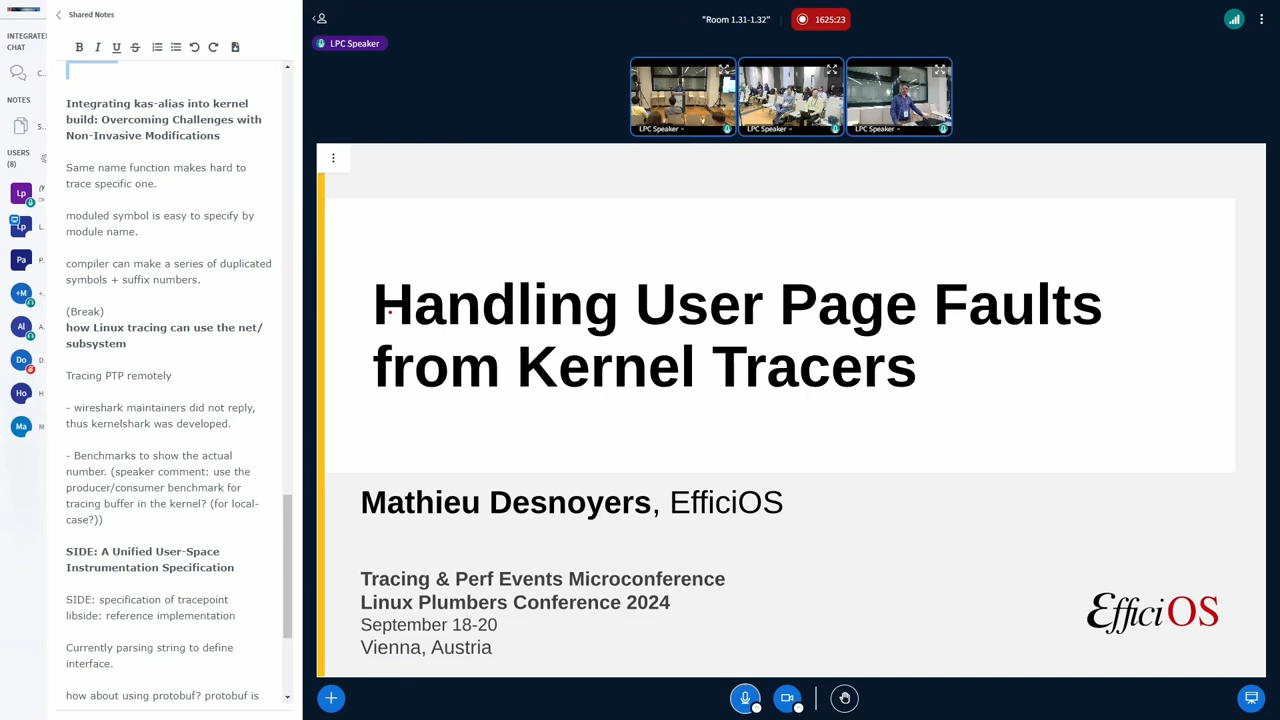 Shared Notes
INTEGRATE
CHAT
C..
NOTES
S..
USERS
(8)
Lp
Lp
L..
Pa
P.
+M
+.
Al
A.
Do
D.
Ho
H
Ma
M
B I U S
Integrating kas-alias into kernel
build: Overcoming Challenges with
Non-Invasive Modifications
Same name function makes hard to
trace specific one.
moduled symbol is easy to specify by
module name.
compiler can make a series of duplicated
symbols + suffix numbers.
(Break)
how Linux tracing can use the net/
subsystem
Tracing PTP remotely
- wireshark maintainers did not reply,
thus kernelshark was developed.
- Benchmarks to show the actual
number. (speaker comment: use the
producer/consumer benchmark for
tracing buffer in the kernel? (for local-
case?))
SIDE: A Unified User-Space
Instrumentation Specification
SIDE: specification of tracepoint
libside: reference implementation
Currently parsing string to define
interface.
how about using protobuf? protobuf is
"Room 1.31-1.32"
1625:23
LPC Speaker
LPC Speaker
LPC Speaker
LPC Speaker
Handling User Page Faults
from Kernel Tracers
Mathieu Desnoyers, EfficiOS
Tracing & Perf Events Microconference
Linux Plumbers Conference 2024
September 18-20
Vienna, Austria
EfficiOS